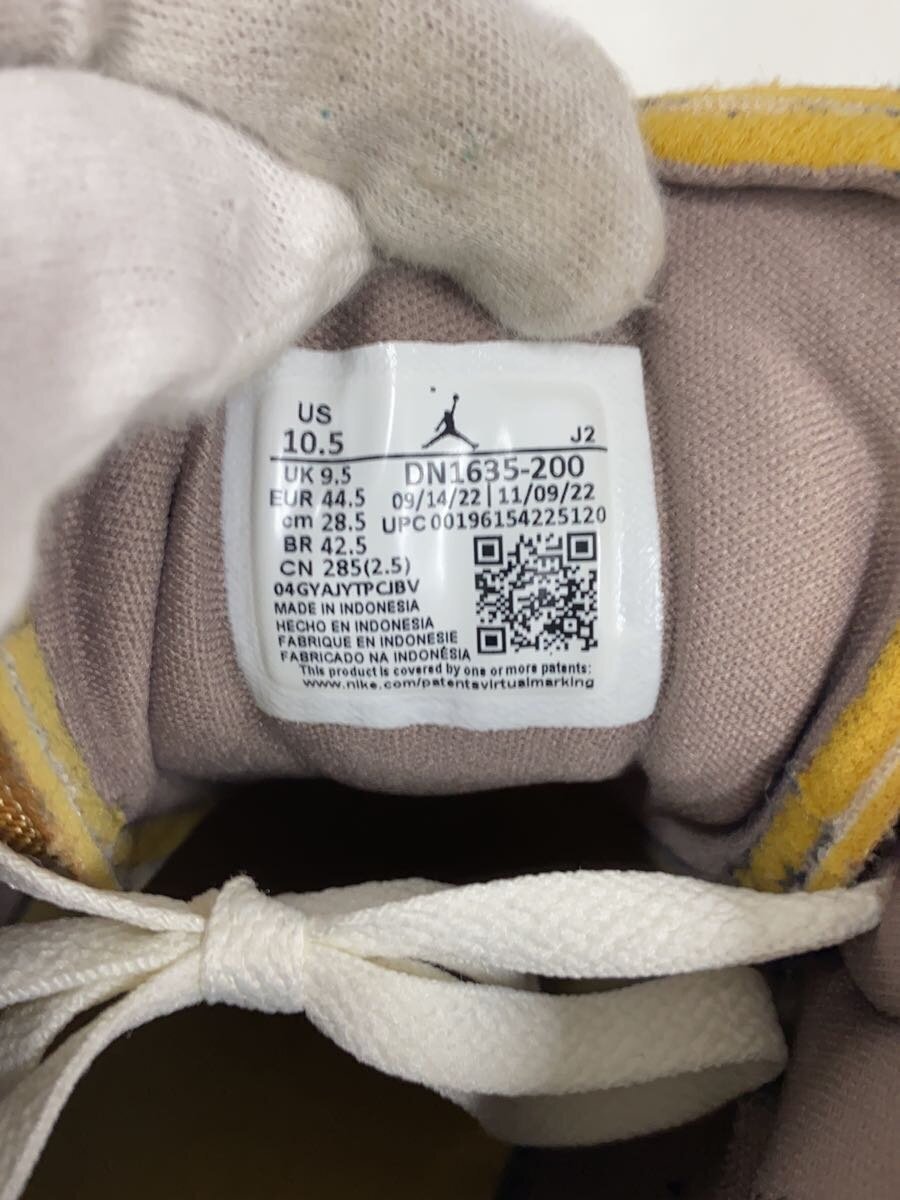 US
10.5 J2
UK 9.5 DN1635-200
EUR 44.5 09/14/22 | 11/09/22
cm 28.5 UPC 00196154225120
BR 42.5
CN 285(2.5)
04GYAJYTPCJBV
MADE IN INDONESIA
HECHO EN INDONESIA
FABRIQUE EN INDONESIE
FABRICADO NA INDONÉSIA
This product is covered by one or more patents:
www.nike.com/patentsvirtualmarking